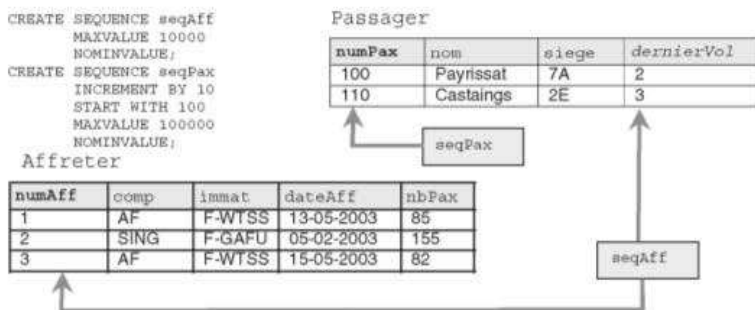 CREATE SEQUENCE seqAff
MAXVALUE 10000
NOMINVALUE;
CREATE SEQUENCE seqPax
INCREMENT BY 10
START WITH 100
MAXVALUE 100000
NOMINVALUE;
Passager
numPax nom siege dernierVol
100 Payrissat 7A 2
110 Castaings 2E 3
seqPax
Affreter
numAff comp immat dateAff nbPax
1 AF F-WTSS 13-05-2003 85
2 SING F-GAFU 05-02-2003 155
3 AF F-WTSS 15-05-2003 82
seqAff